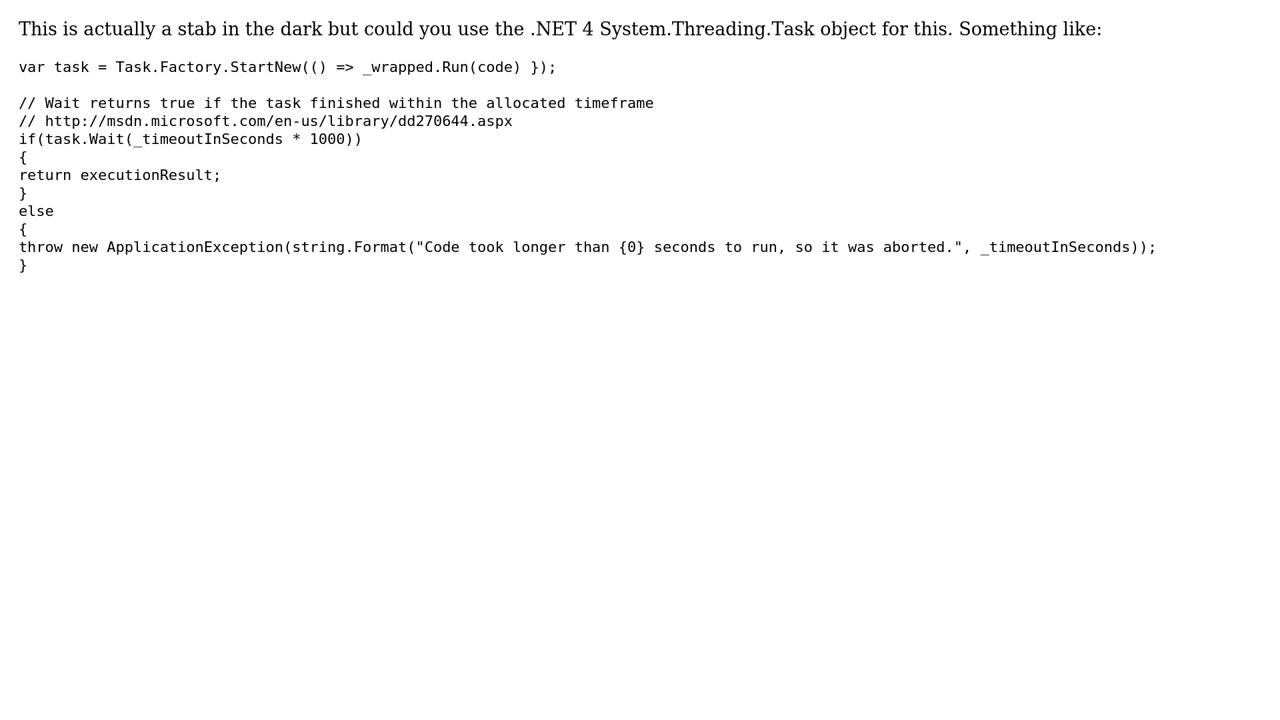 This is actually a stab in the dark but could you use the .NET 4 System.Threading.Task object for this. Something like:
var task = Task.Factory.StartNew(() => _wrapped.Run(code) });
// Wait returns true if the task finished within the allocated timeframe
// http://msdn.microsoft.com/en-us/library/dd270644.aspx
if(task.Wait(_timeoutInSeconds * 1000))
{
return executionResult;
}
else
{
throw new ApplicationException(string.Format("Code took longer than {0} seconds to run, so it was aborted.", _timeoutInSeconds));
}